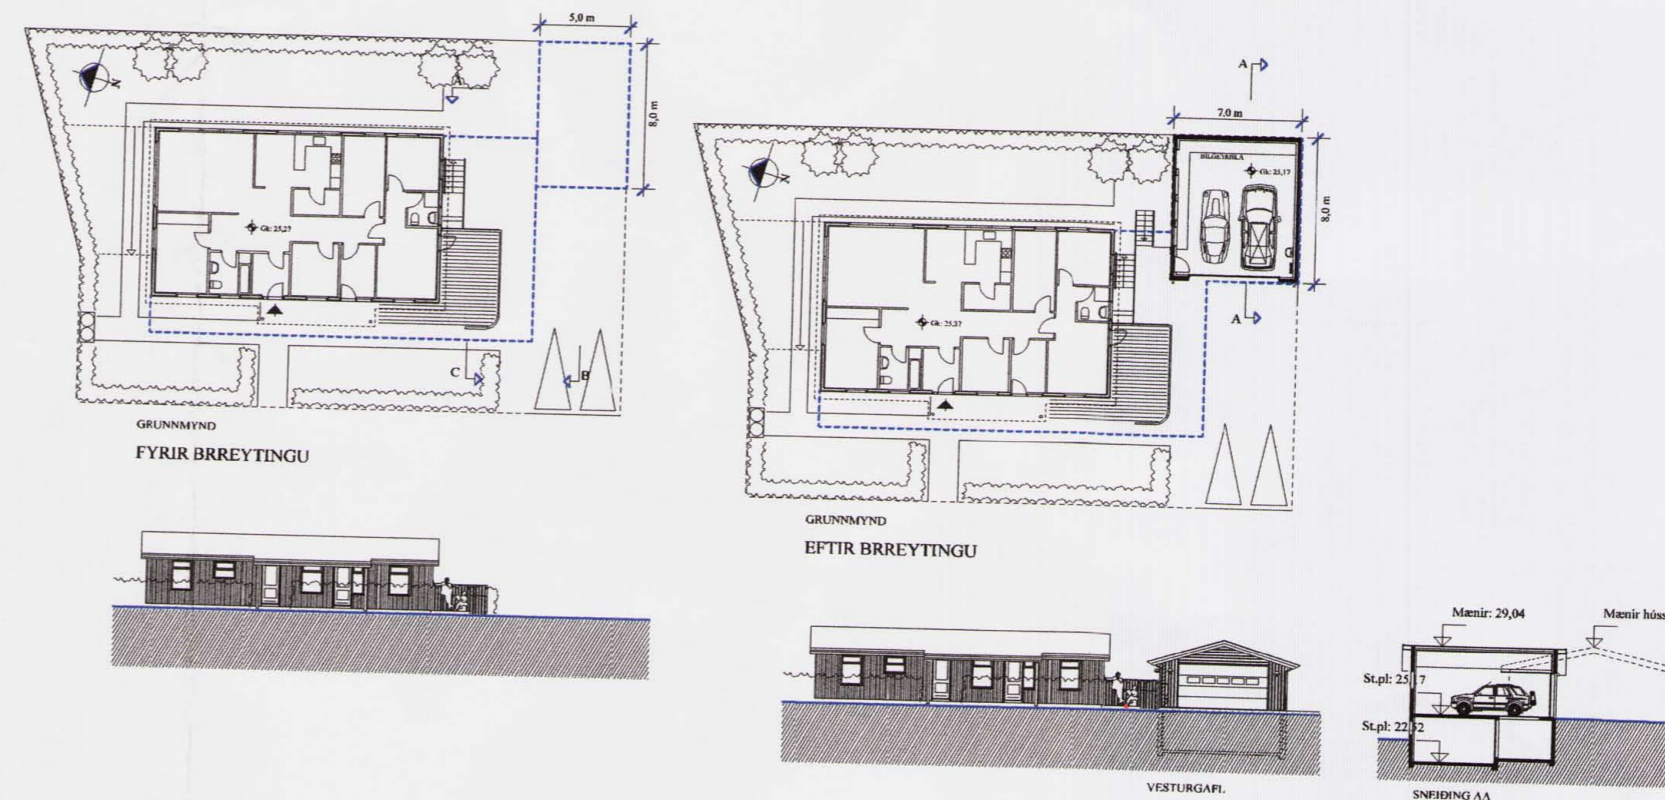 5,0 m
8,0 m
A
N
Gk: 25,27
C
B
GRUNNMYND
FYRIR BRREYTINGU
A
7,0 m
BÍLGEYMSLA
Gk: 25,17
8,0 m
N
A
Gk: 25,27
GRUNNMYND
EFTIR BRREYTINGU
VESTURGAFL
Mænir: 29,04
Mænir húss
St.pl: 25,17
St.pl: 22,52
SNEIÐING AA